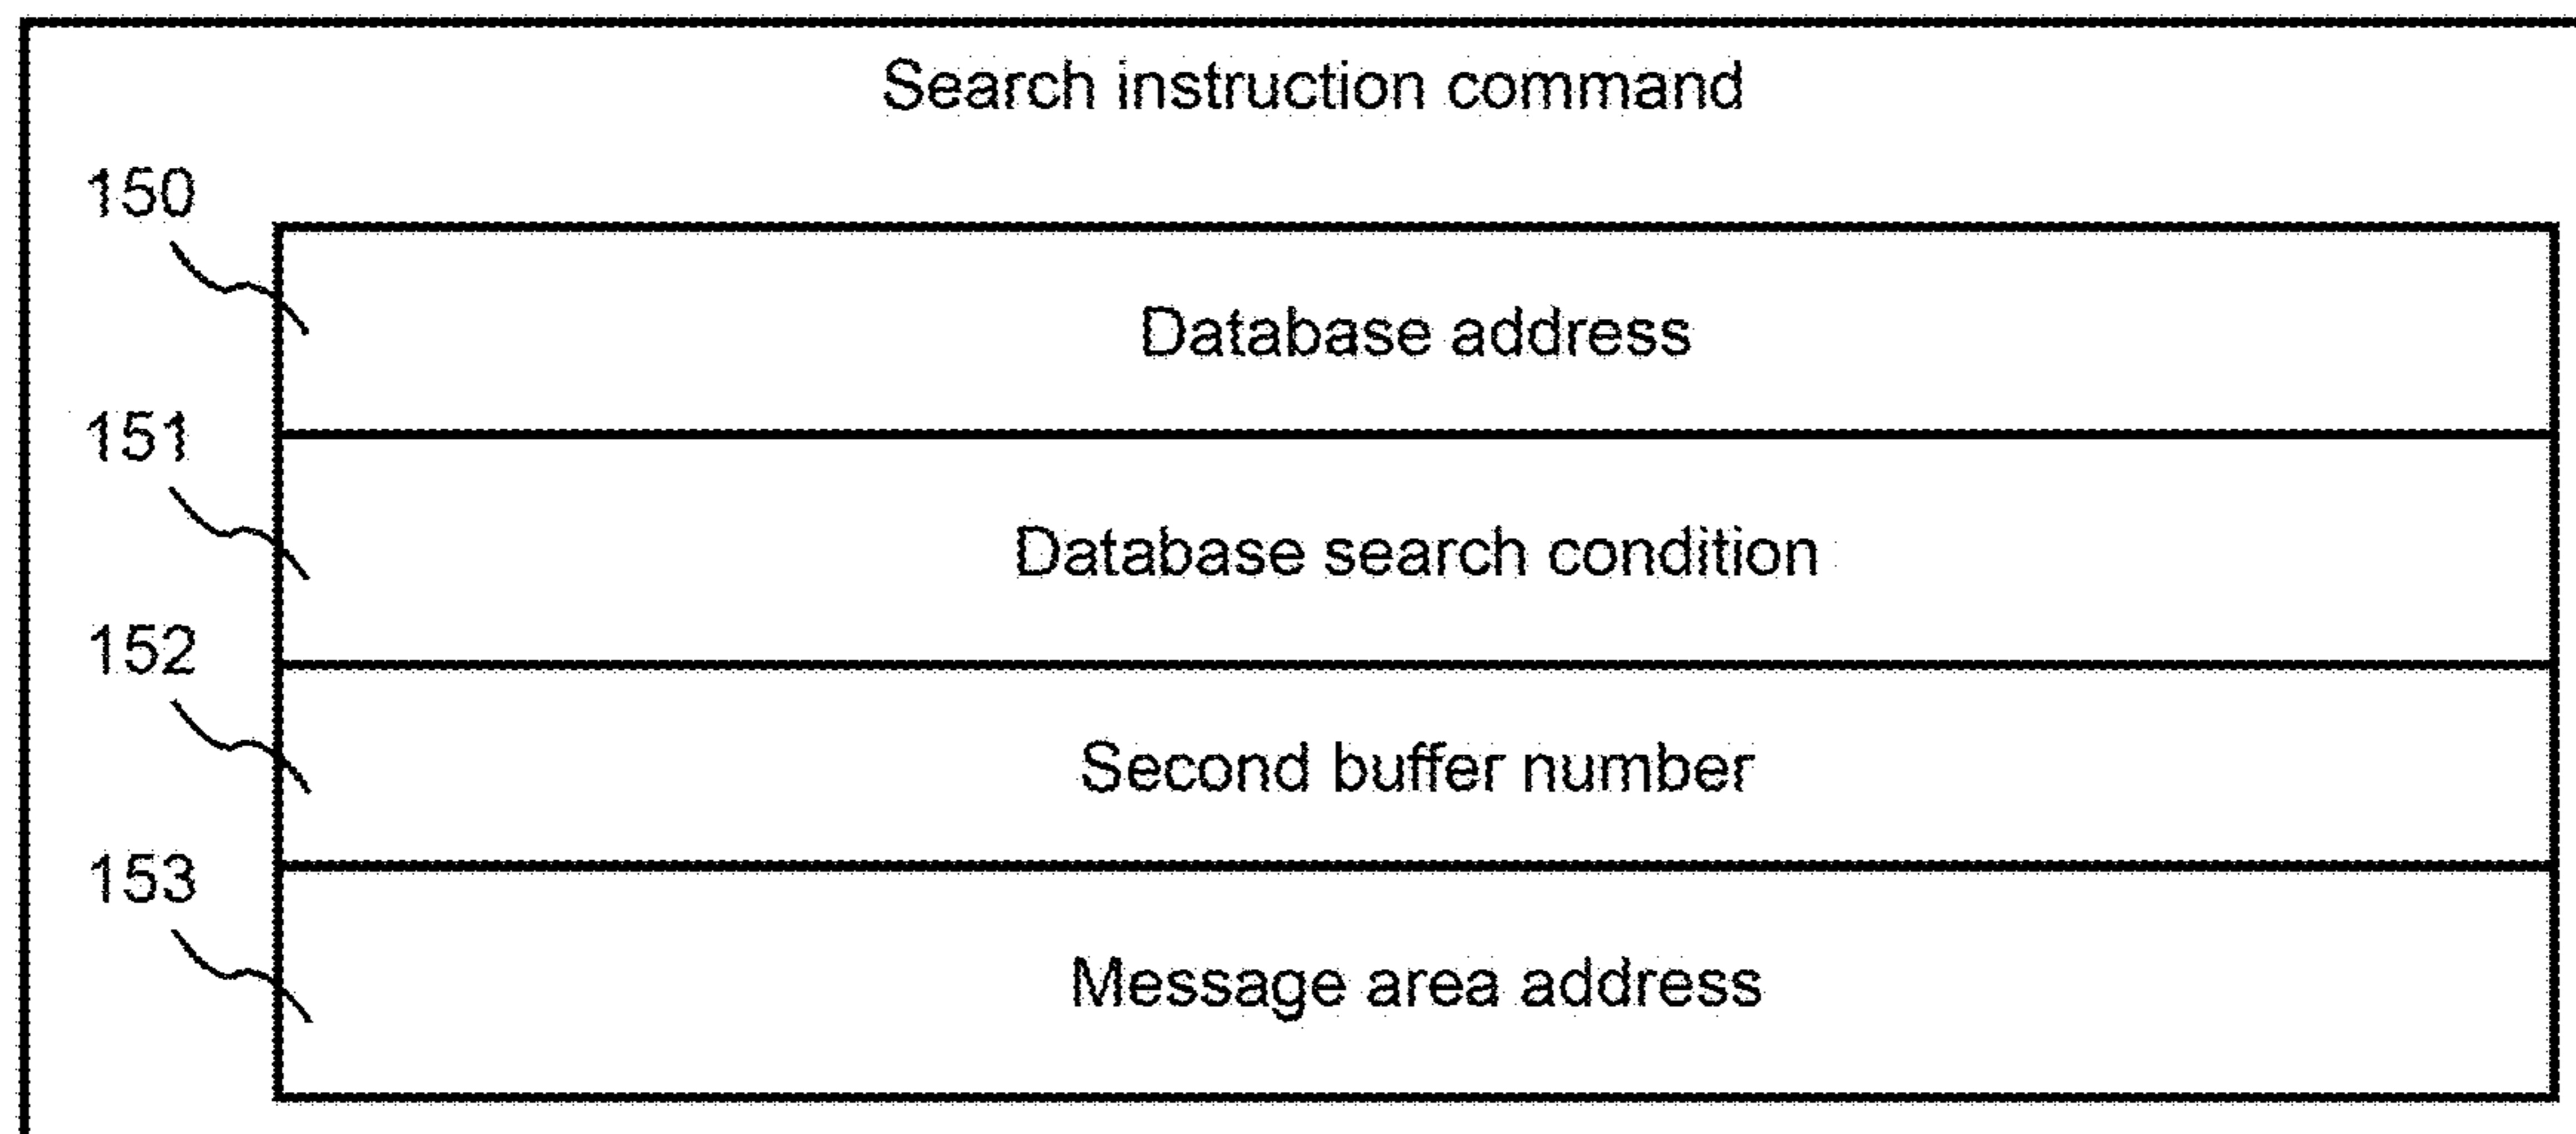 Search instruction command
150
Database address
151
Database search condition
152
Second buffer number
153
Message area address